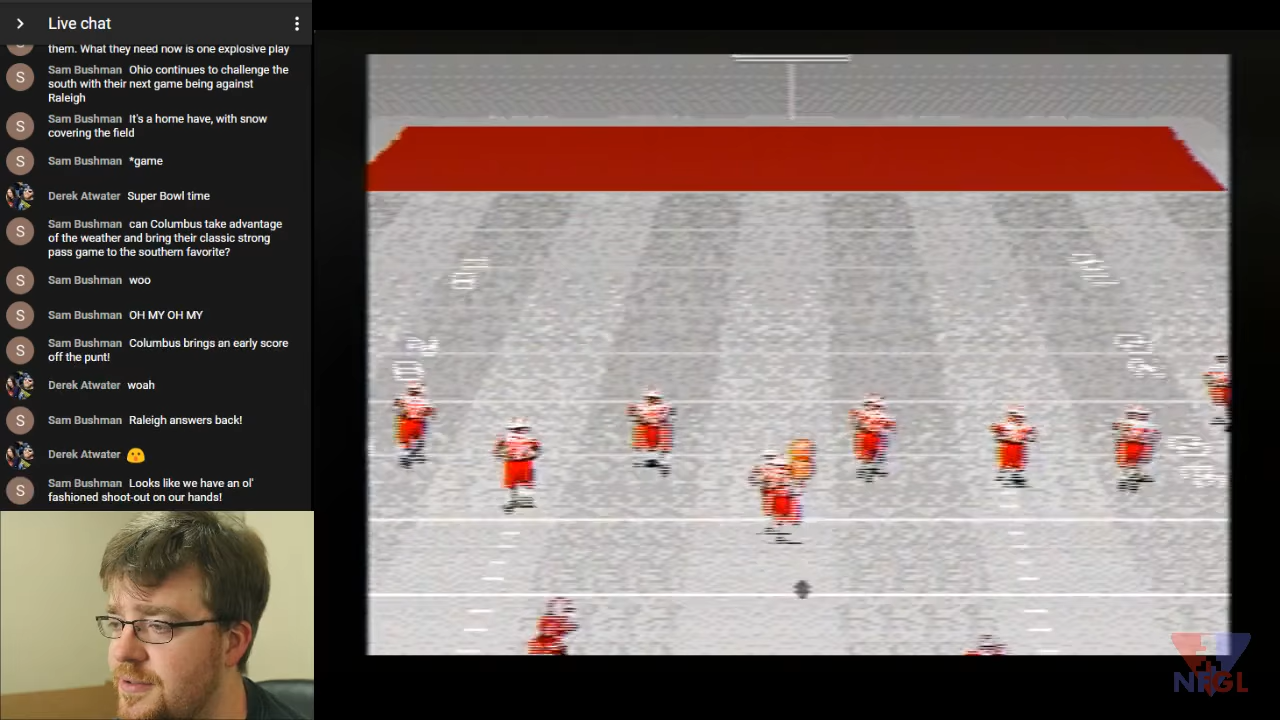 Live chat
them. What they need now is one explosive play
Sam Bushman Ohio continues to challenge the
south with their next game being against
Raleigh
Sam Bushman It's a home have, with snow
covering the field
Sam Bushman *game
Derek Atwater Super Bowl time
Sam Bushman can Columbus take advantage
of the weather and bring their classic strong
pass game to the southern favorite?
Sam Bushman woo
Sam Bushman OH MY OH MY
Sam Bushman Columbus brings an early score
off the punt!
Derek Atwater woah
Sam Bushman Raleigh answers back!
Derek Atwater 😮
Sam Bushman Looks like we have an ol'
fashioned shoot-out on our hands!
S
S
S
S
S
S
S
S
S
S